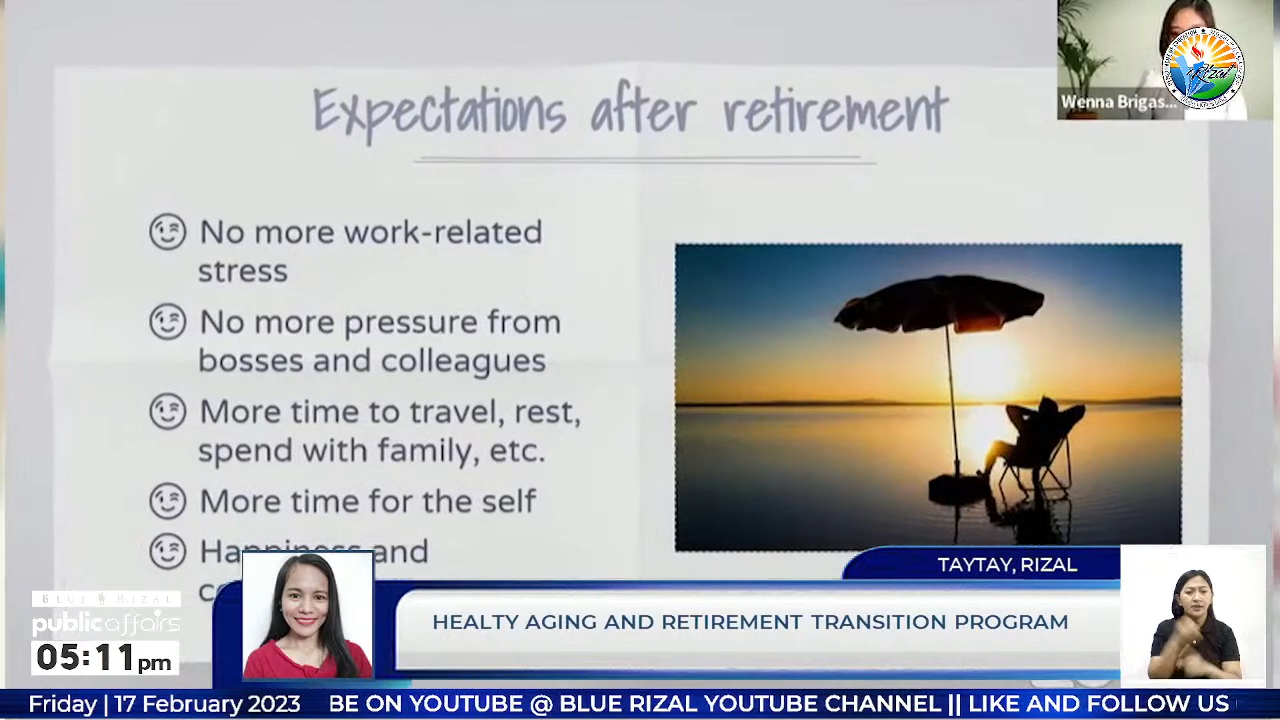 Expectations after retirement
Wenna Brigas...
Rizal
No more work-related
stress
No more pressure from
bosses and colleagues
More time to travel, rest,
spend with family, etc.
More time for the self
Happiness and
TAYTAY, RIZAL
HEALTY AGING AND RETIREMENT TRANSITION PROGRAM
BLUE RIZAL
public affairs
05:11pm
Friday | 17 February 2023 BE ON YOUTUBE @ BLUE RIZAL YOUTUBE CHANNEL || LIKE AND FOLLOW US